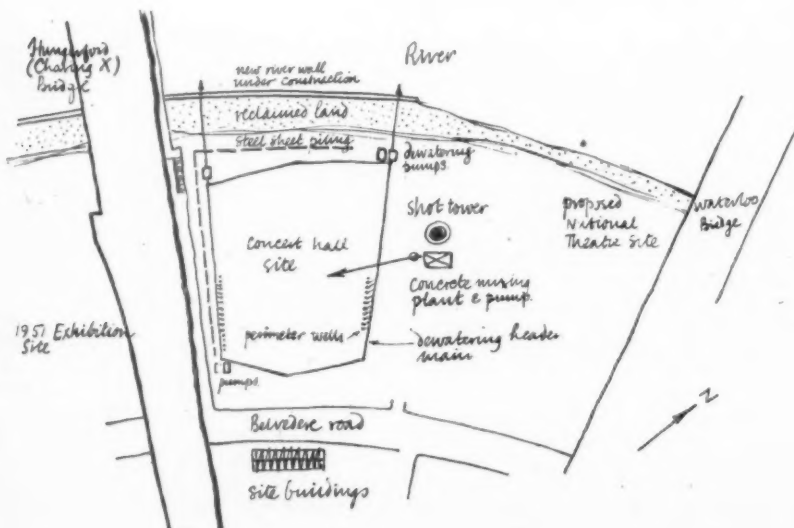 Hungerford
(Charing X)
Bridge
River
new river wall
under construction
reclaimed land
steel sheet piling
dewatering
pumps
Shot tower
proposed
National
Theatre Site
Waterloo
Bridge
Concert hall
site
Concrete mixing
plant & pump.
1951 Exhibition
Site
perimeter wells
dewatering header
main
pumps
N
Belvedere road
Site buildings